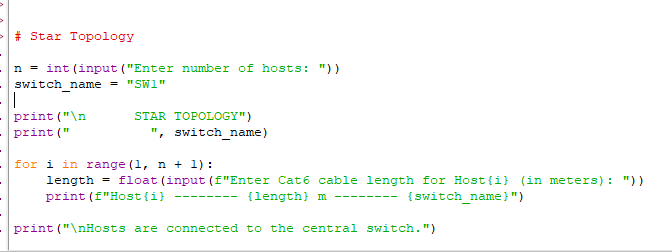 # Star Topology
n = int(input("Enter number of hosts: "))
switch_name = "SW1"
print("\n       STAR TOPOLOGY")
print("            ", switch_name)
for i in range(1, n + 1):
    length = float(input(f"Enter Cat6 cable length for Host{i} (in meters): "))
    print(f"Host{i} -------- {length} m -------- {switch_name}")
print("\nHosts are connected to the central switch.")